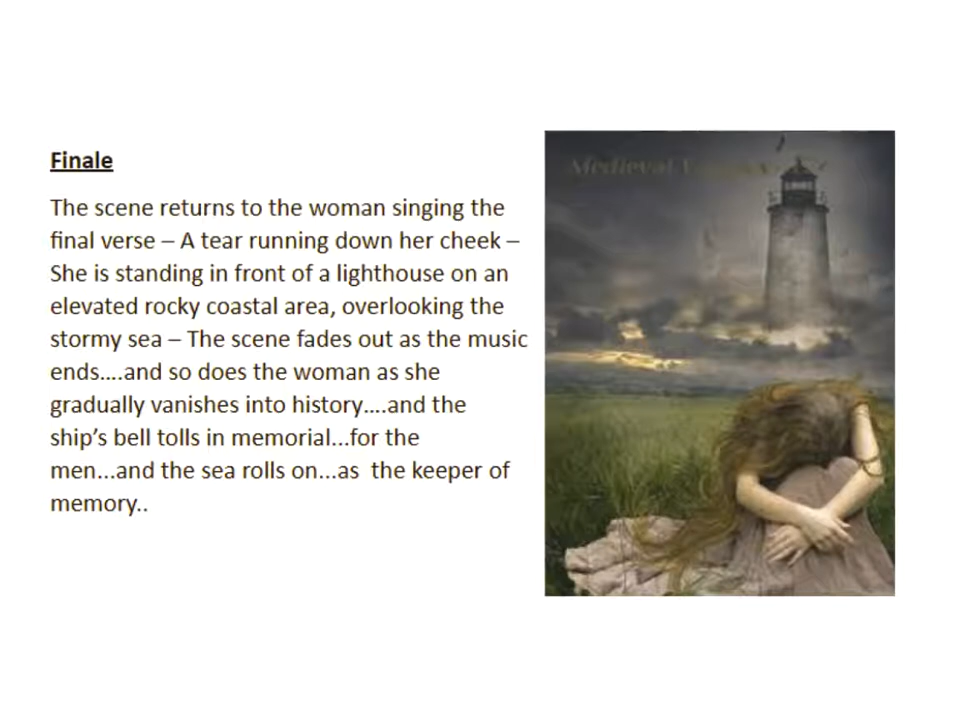 Finale
The scene returns to the woman singing the
final verse – A tear running down her cheek –
She is standing in front of a lighthouse on an
elevated rocky coastal area, overlooking the
stormy sea – The scene fades out as the music
ends....and so does the woman as she
gradually vanishes into history....and the
ship's bell tolls in memorial...for the
men...and the sea rolls on...as  the keeper of
memory..
Medieval